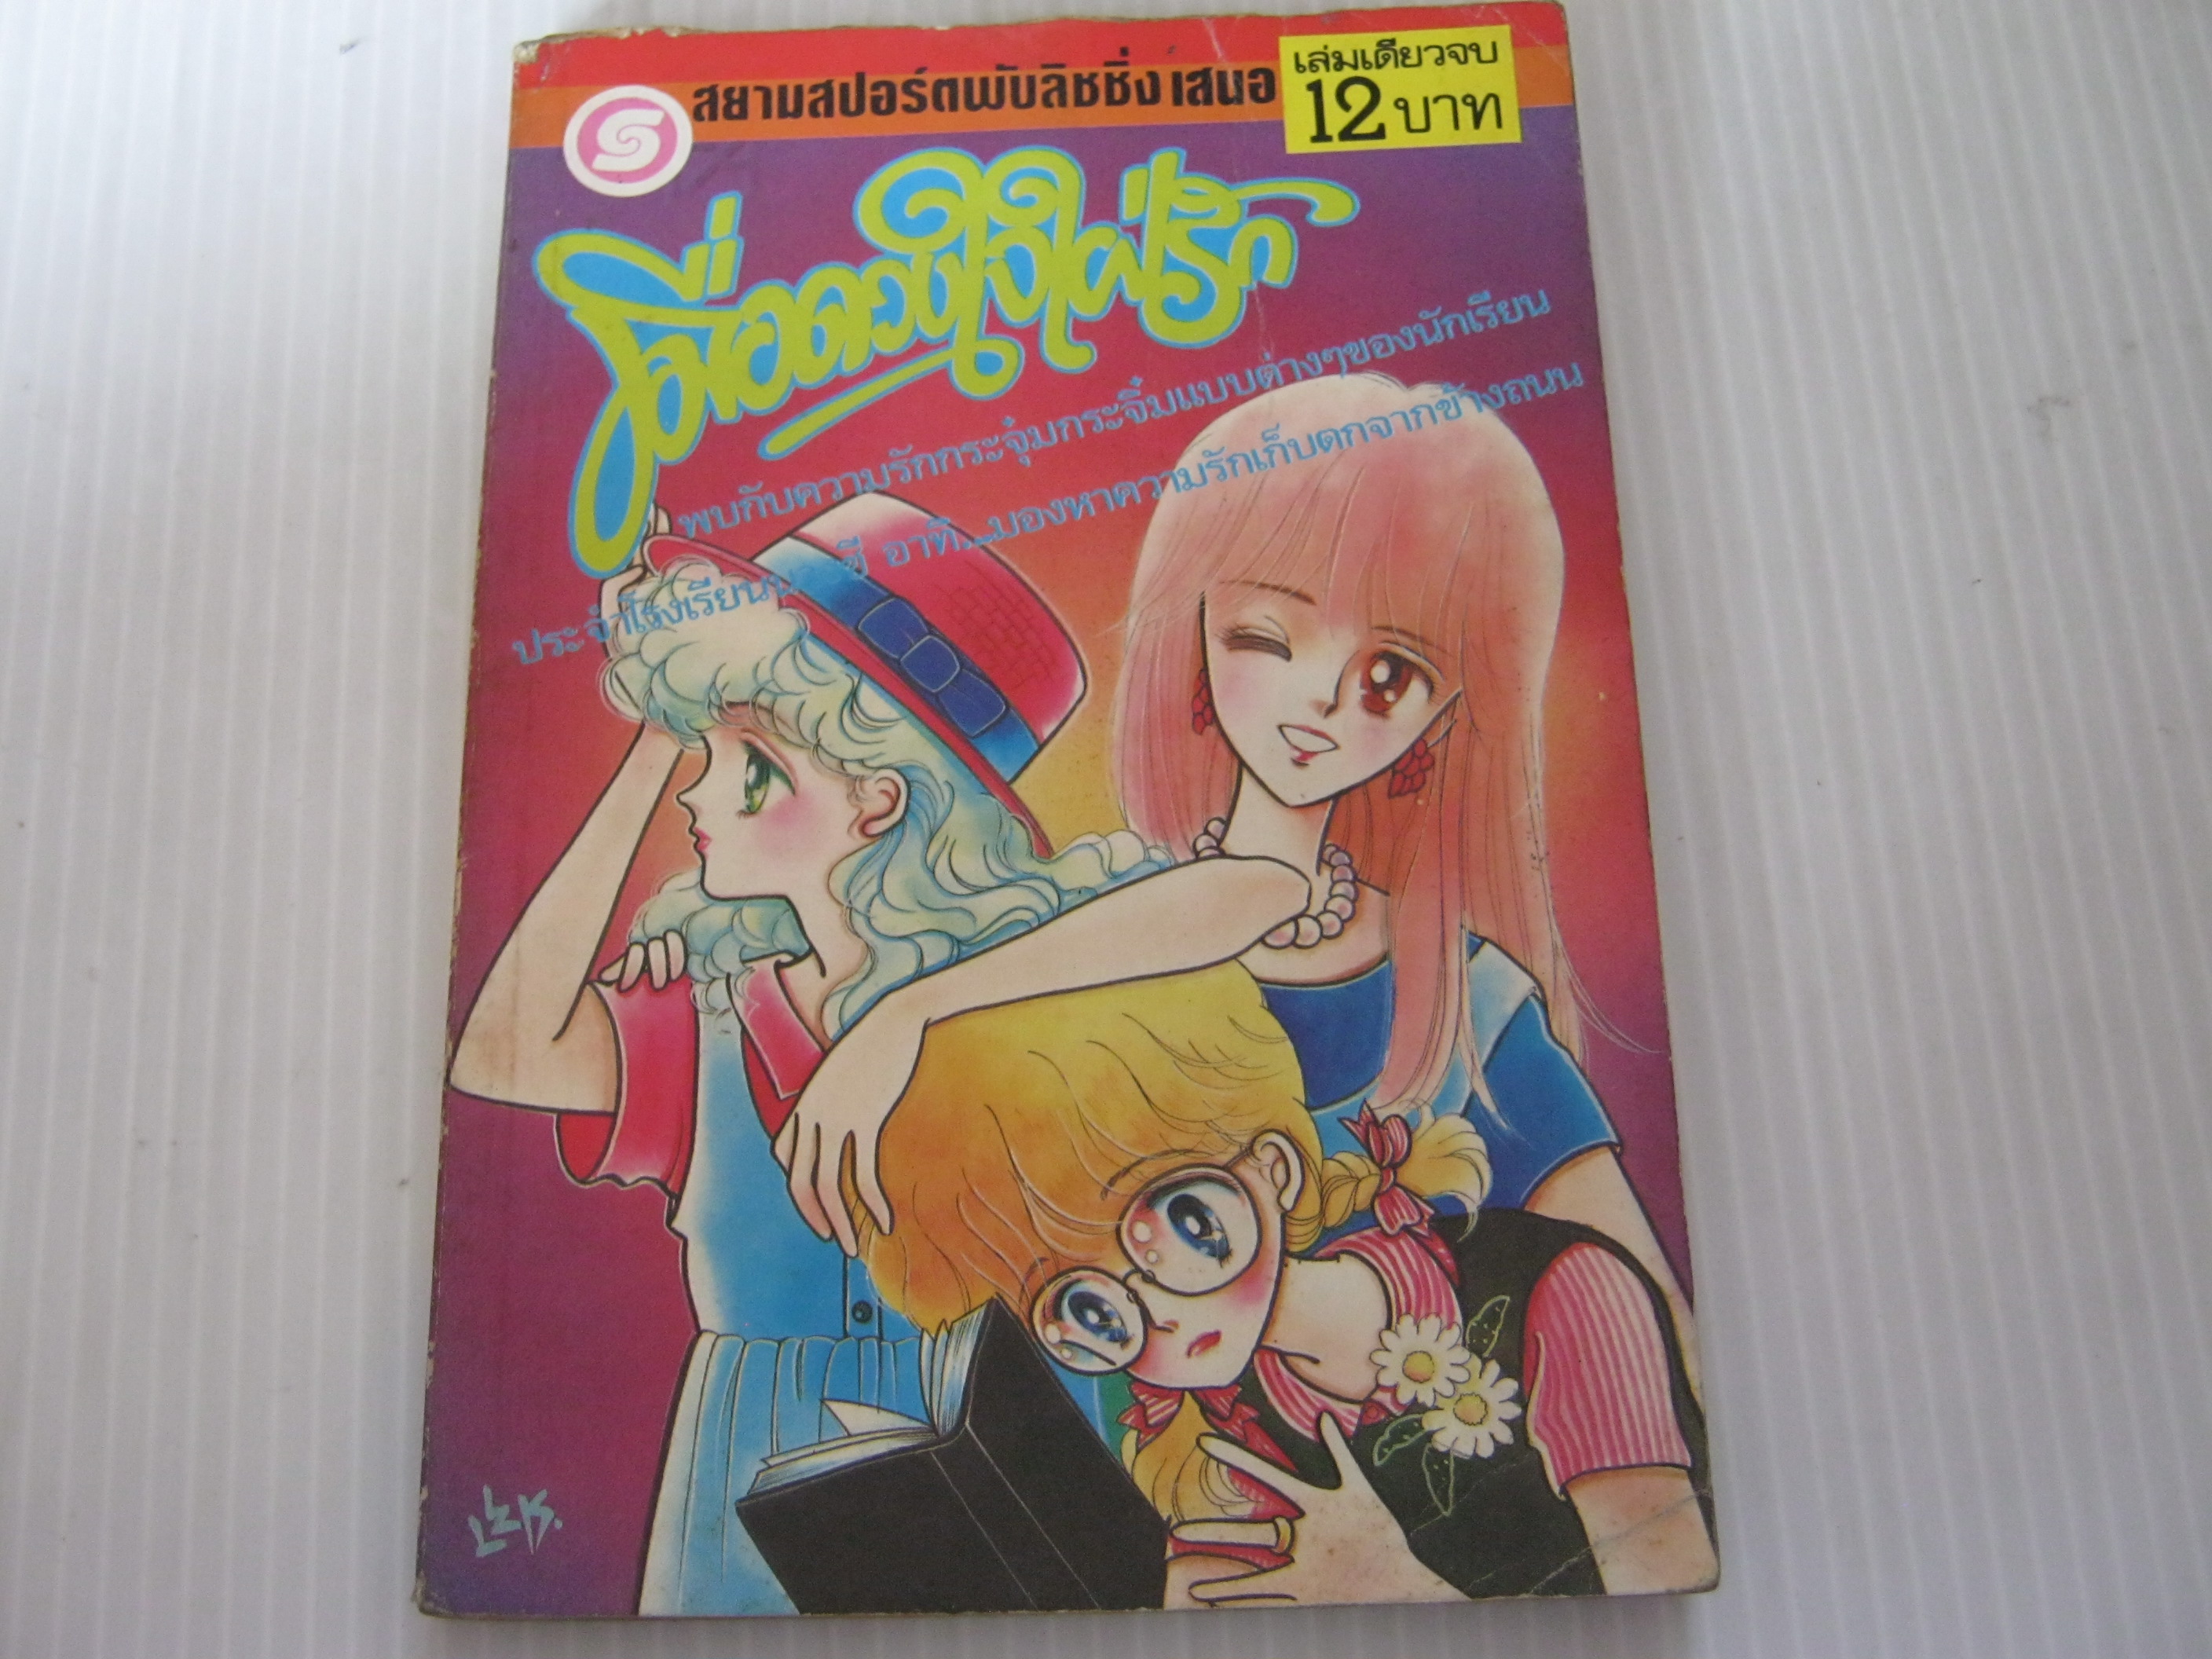 สยามสปอร์ตพับลิชชิ่ง เสนอ
เล่มเดียวจบ
12 บาท
S
เมื่อดวงใจใฝ่รัก
พบกับความรักกระจุ๋มกระจิ๋มแบบต่างๆของนักเรียน
ประจำโรงเรียน ซี อาทิ....มองหาความรักเก็บตกจากข้างถนน